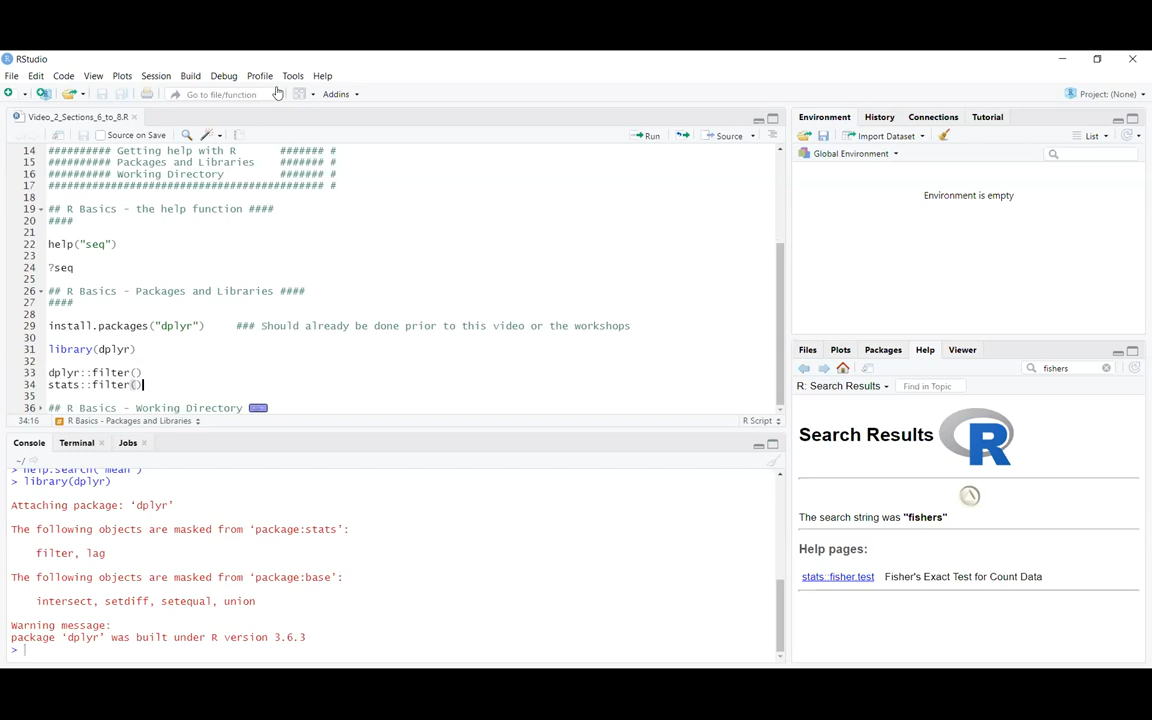 RStudio
File Edit Code View Plots Session Build Debug Profile Tools Help
Go to file/function Addins Project: (None)
Video_2_Sections_6_to_8.R
Source on Save Run Source
14 ########## Getting help with R ####### #
15 ########## Packages and Libraries ####### #
16 ########## Working Directory ####### #
17 ############################################ #
18
19 ## R Basics - the help function ####
20 ####
21
22 help("seq")
23
24 ?seq
25
26 ## R Basics - Packages and Libraries ####
27 ####
28
29 install.packages("dplyr") ### Should already be done prior to this video or the workshops
30
31 library(dplyr)
32
33 dplyr::filter()
34 stats::filter()
35
36 ## R Basics - Working Directory
34:16 R Basics - Packages and Libraries R Script
Console Terminal Jobs
~/
> help.search("mean")
> library(dplyr)
Attaching package: ‘dplyr’
The following objects are masked from ‘package:stats’:
filter, lag
The following objects are masked from ‘package:base’:
intersect, setdiff, setequal, union
Warning message:
package ‘dplyr’ was built under R version 3.6.3
>
Environment History Connections Tutorial
Import Dataset List
Global Environment
Environment is empty
Files Plots Packages Help Viewer
fishers
R: Search Results Find in Topic
Search Results R
The search string was "fishers"
Help pages:
stats::fisher.test Fisher's Exact Test for Count Data